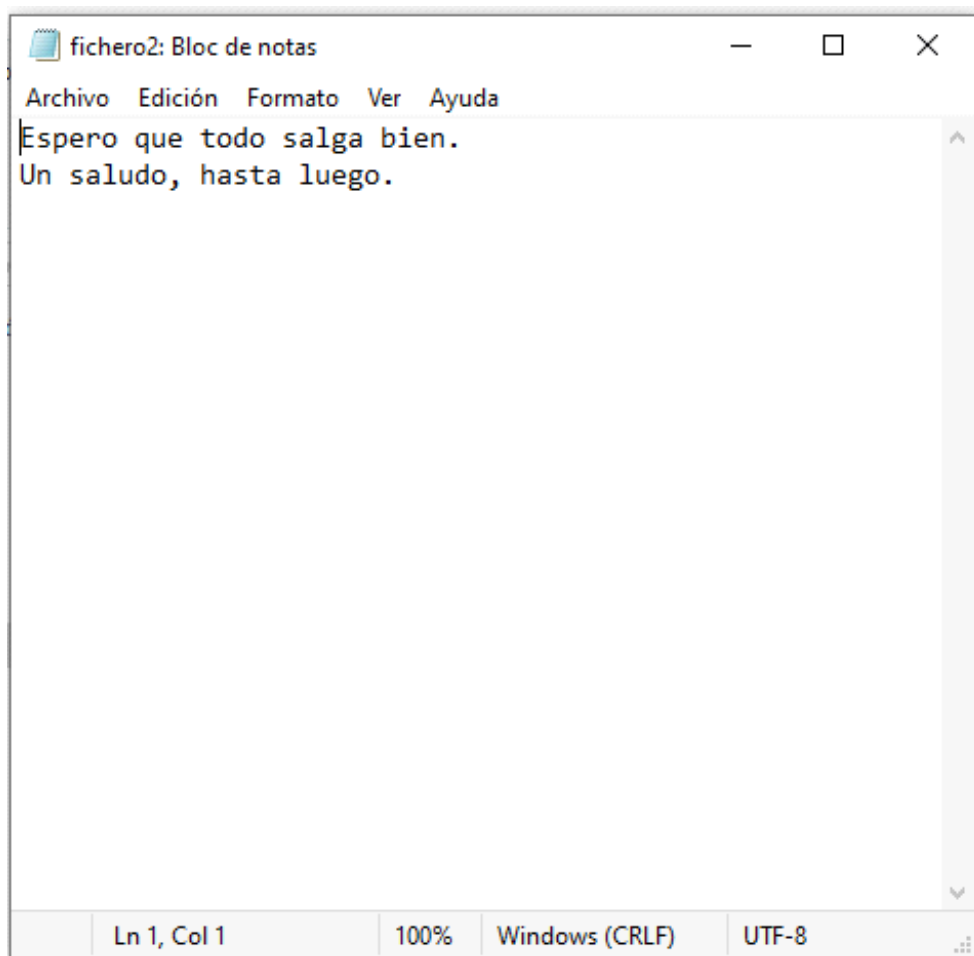 fichero2: Bloc de notas
Archivo Edición Formato Ver Ayuda
Espero que todo salga bien.
Un saludo, hasta luego.
Ln 1, Col 1 100% Windows (CRLF) UTF-8